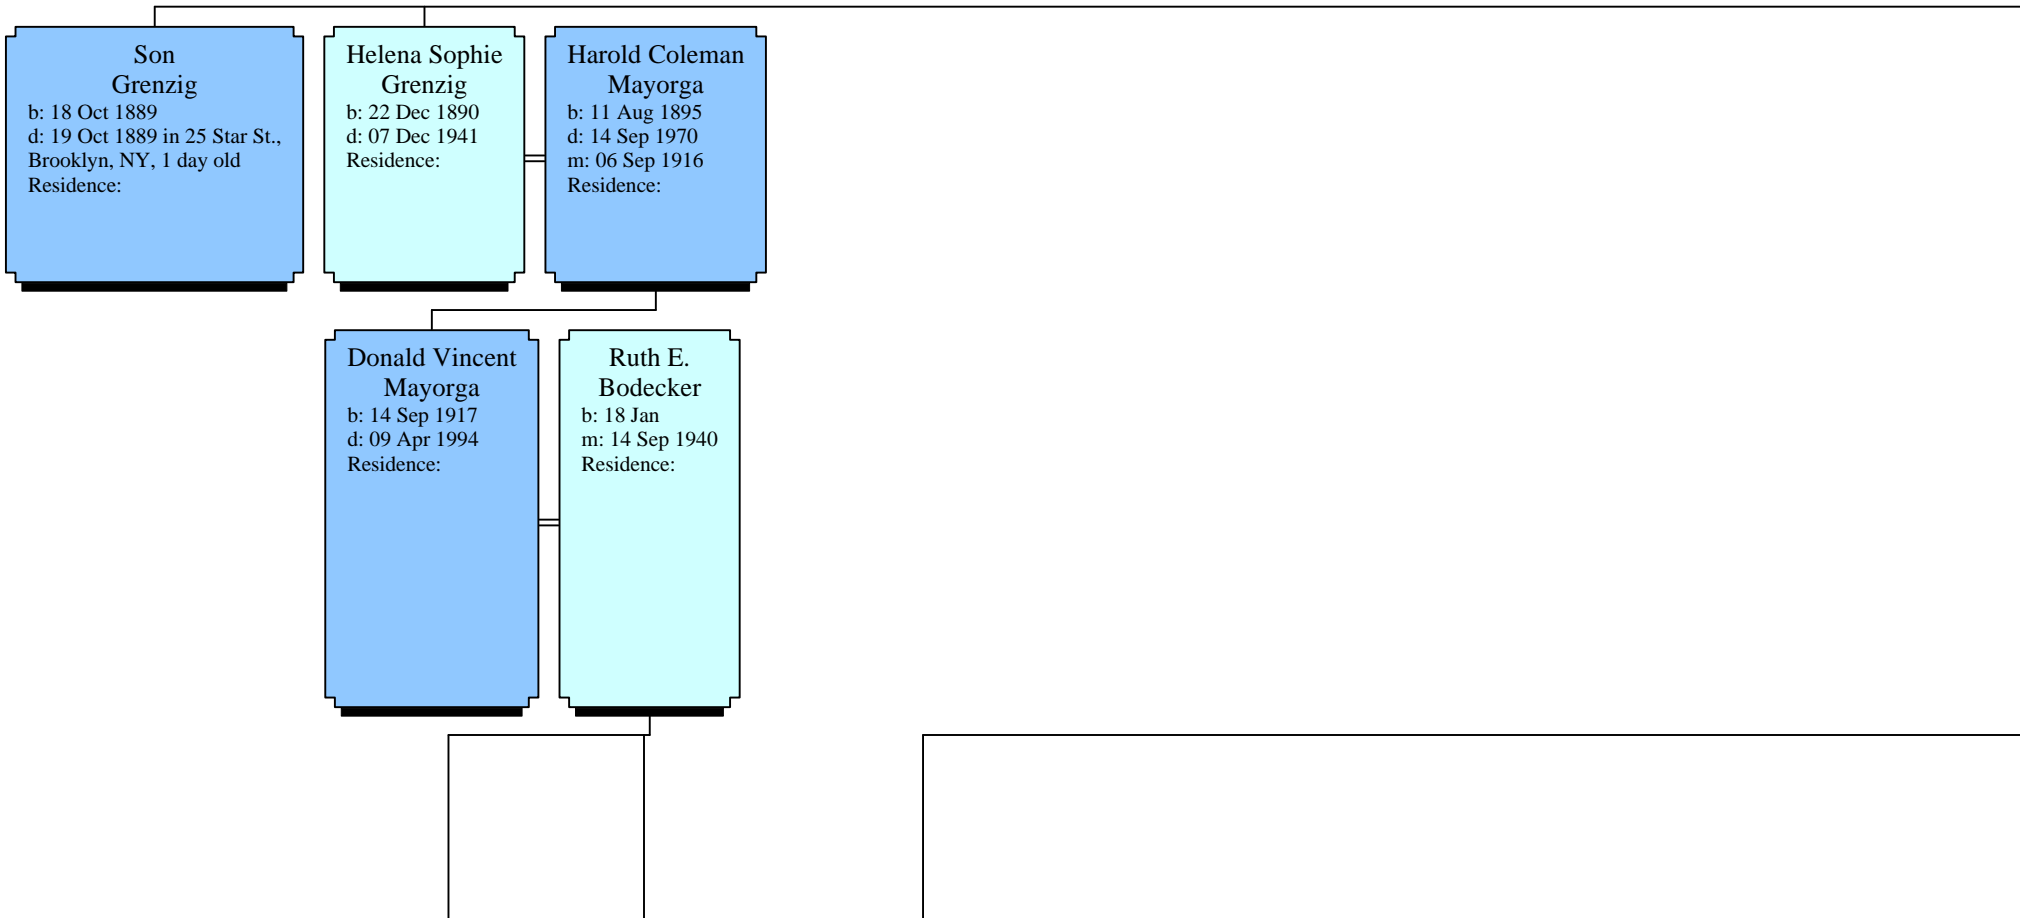 Son
Grenzig
b: 18 Oct 1889
d: 19 Oct 1889 in 25 Star St.,
Brooklyn, NY, 1 day old
Residence:
Helena Sophie
Grenzig
b: 22 Dec 1890
d: 07 Dec 1941
Residence:
Harold Coleman
Mayorga
b: 11 Aug 1895
d: 14 Sep 1970
m: 06 Sep 1916
Residence:
Donald Vincent
Mayorga
b: 14 Sep 1917
d: 09 Apr 1994
Residence:
Ruth E.
Bodecker
b: 18 Jan
m: 14 Sep 1940
Residence: